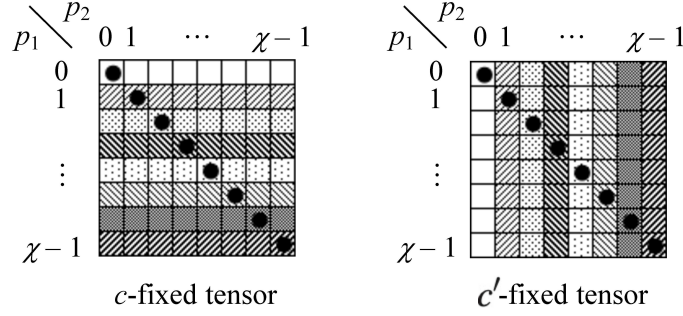 p₂ p₂
p₁ 0 1 ⋯ χ – 1 p₁ 0 1 ⋯ χ – 1
0 0
1 1
⋮ ⋮
χ – 1 χ – 1
c-fixed tensor c′-fixed tensor